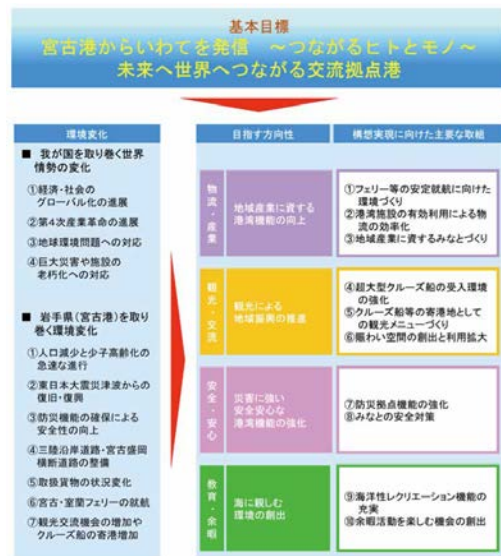 基本目標
宮古港からいわてを発信　～つながるヒトとモノ～
未来へ世界へつながる交流拠点港
環境変化
■ 我が国を取り巻く世界
情勢の変化
①経済・社会の
グローバル化の進展
②第4次産業革命の進展
③地球環境問題への対応
④巨大災害や施設の
老朽化への対応
■ 岩手県（宮古港）を取り
巻く環境変化
①人口減少と少子高齢化の
急速な進行
②東日本大震災津波からの
復旧・復興
③防災機能の確保による
安全性の向上
④三陸沿岸道路・宮古盛岡
横断道路の整備
⑤取扱貨物の状況変化
⑥宮古・室蘭フェリーの就航
⑦観光交流機会の増加や
クルーズ船の寄港増加
目指す方向性
構想実現に向けた主要な取組
物流・産業
地域産業に資する
港湾機能の向上
①フェリー等の安定就航に向けた
環境づくり
②港湾施設の有効利用による物
流の効率化
③地域産業に資するみなとづくり
観光・交流
観光による
地域振興の推進
④超大型クルーズ船の受入環境
の強化
⑤クルーズ船等の寄港地として
の観光メニューづくり
⑥賑わい空間の創出と利用拡大
安全・安心
災害に強い
安全安心な
港湾機能の強化
⑦防災拠点機能の強化
⑧みなとの安全対策
教育・余暇
海に親しむ
環境の創出
⑨海洋性レクリエーション機能の
充実
⑩余暇活動を楽しむ機会の創出